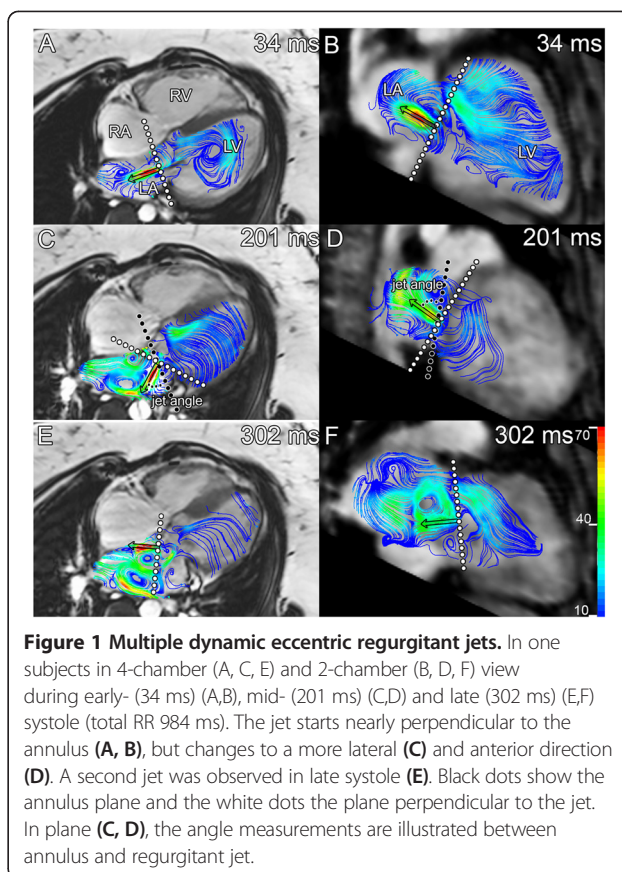 A
34 ms
RV
RA
LV
LA
B
34 ms
LA
LV
C
201 ms
jet angle
D
201 ms
jet angle
E
302 ms
F
302 ms
70
40
10
Figure 1 Multiple dynamic eccentric regurgitant jets. In one
subjects in 4-chamber (A, C, E) and 2-chamber (B, D, F) view
during early- (34 ms) (A,B), mid- (201 ms) (C,D) and late (302 ms) (E,F)
systole (total RR 984 ms). The jet starts nearly perpendicular to the
annulus (A, B), but changes to a more lateral (C) and anterior direction
(D). A second jet was observed in late systole (E). Black dots show the
annulus plane and the white dots the plane perpendicular to the jet.
In plane (C, D), the angle measurements are illustrated between
annulus and regurgitant jet.